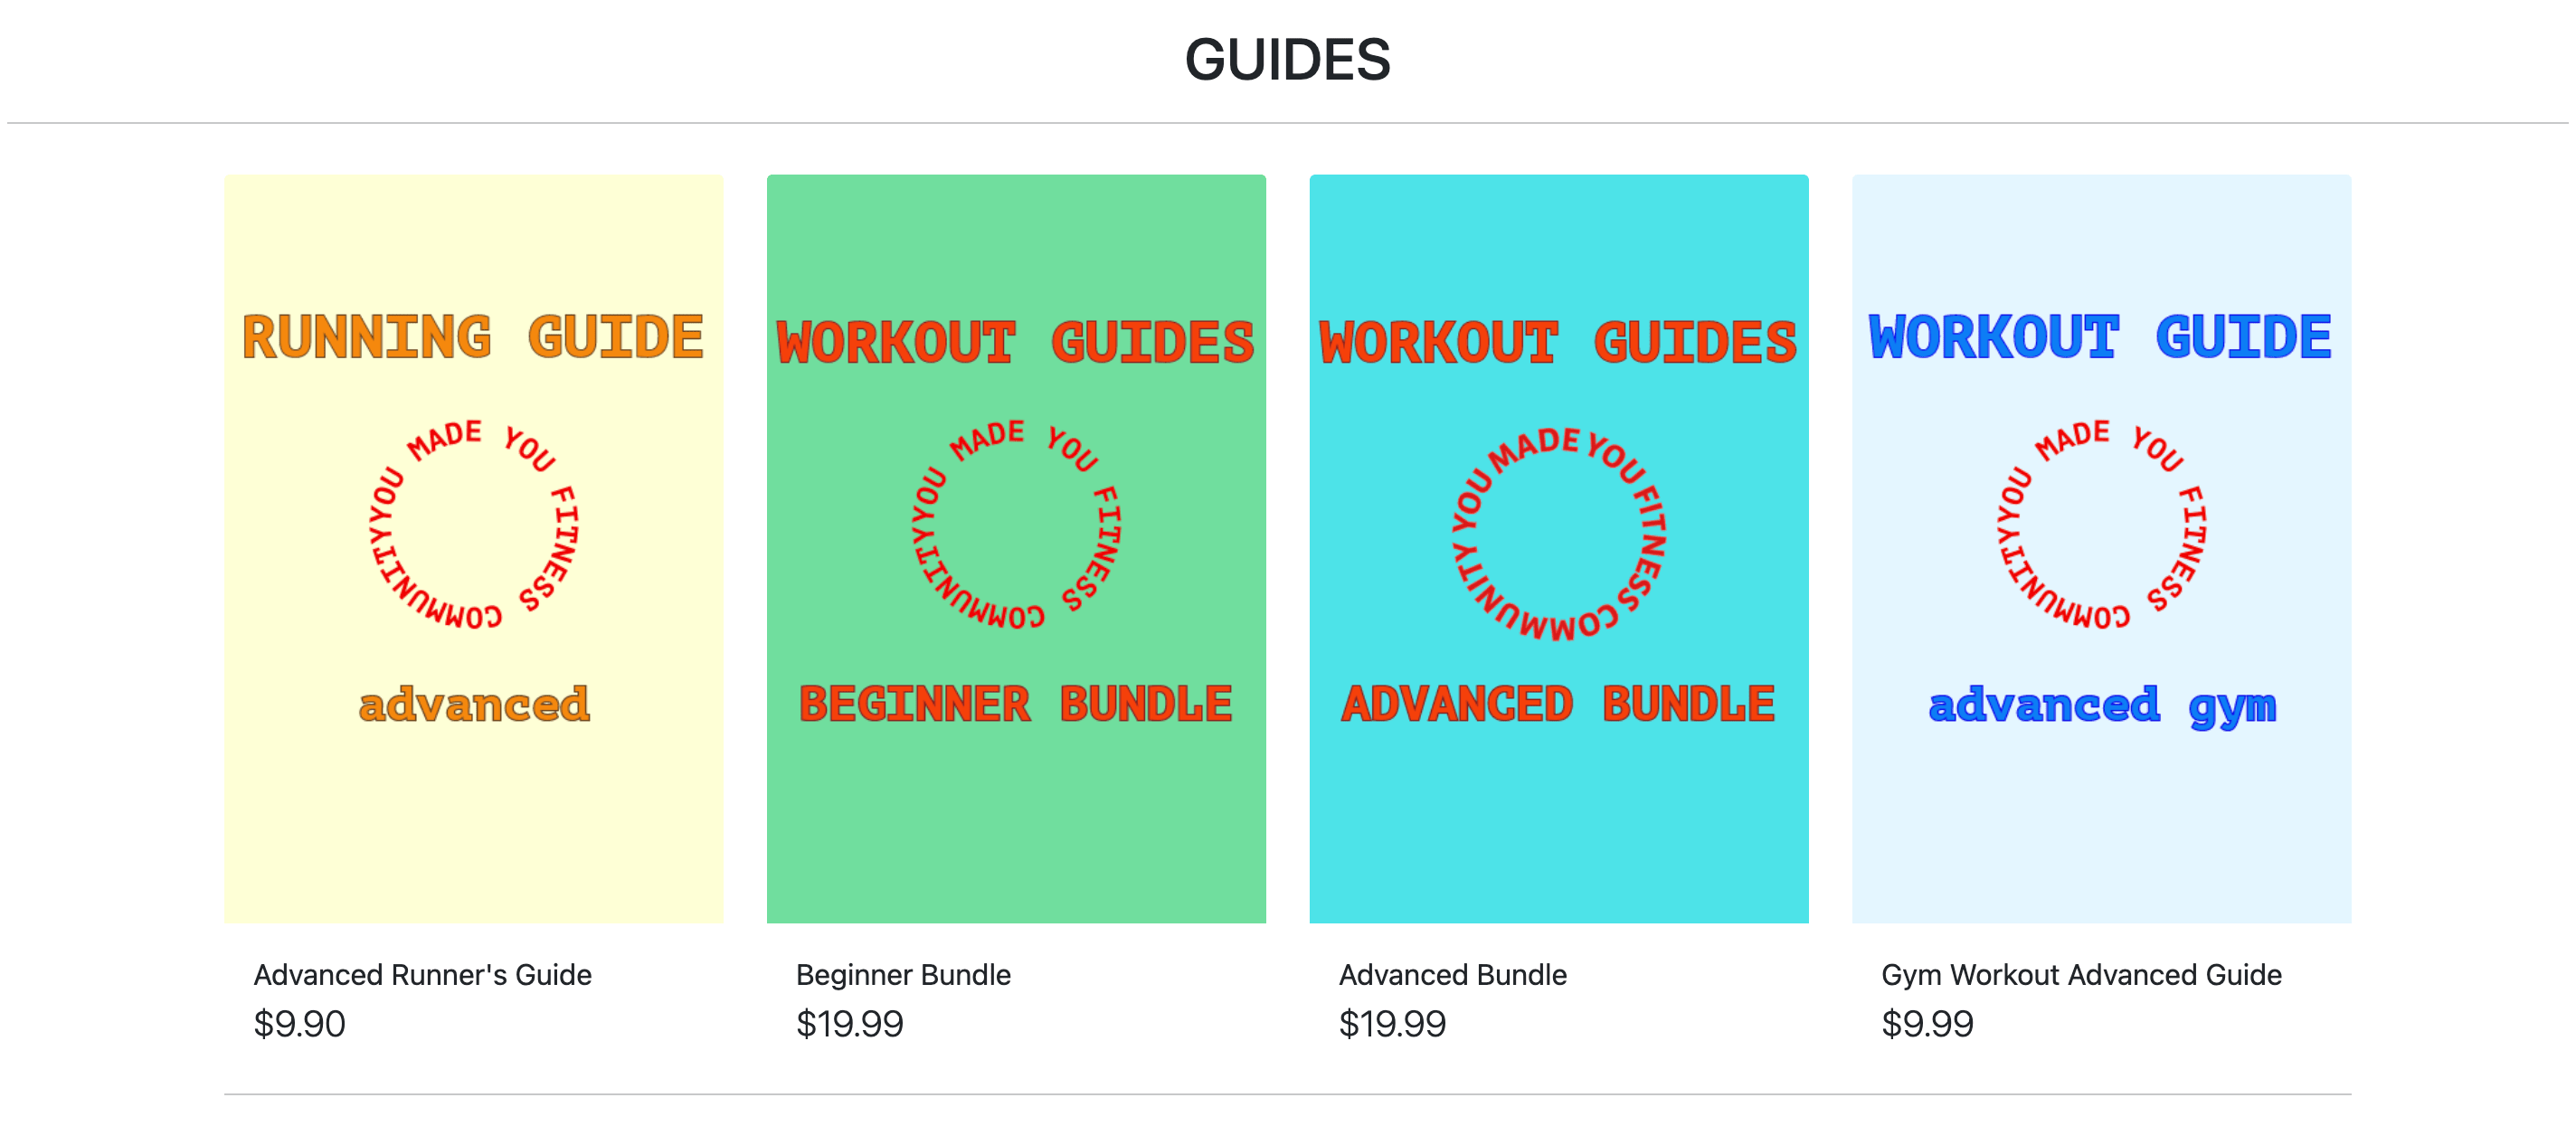 GUIDES
RUNNING GUIDE
YOU MADE YOU FITNESS COMMUNITY
advanced
Advanced Runner's Guide
$9.90
WORKOUT GUIDES
YOU MADE YOU FITNESS COMMUNITY
BEGINNER BUNDLE
Beginner Bundle
$19.99
WORKOUT GUIDES
YOU MADE YOU FITNESS COMMUNITY
ADVANCED BUNDLE
Advanced Bundle
$19.99
WORKOUT GUIDE
YOU MADE YOU FITNESS COMMUNITY
advanced gym
Gym Workout Advanced Guide
$9.99